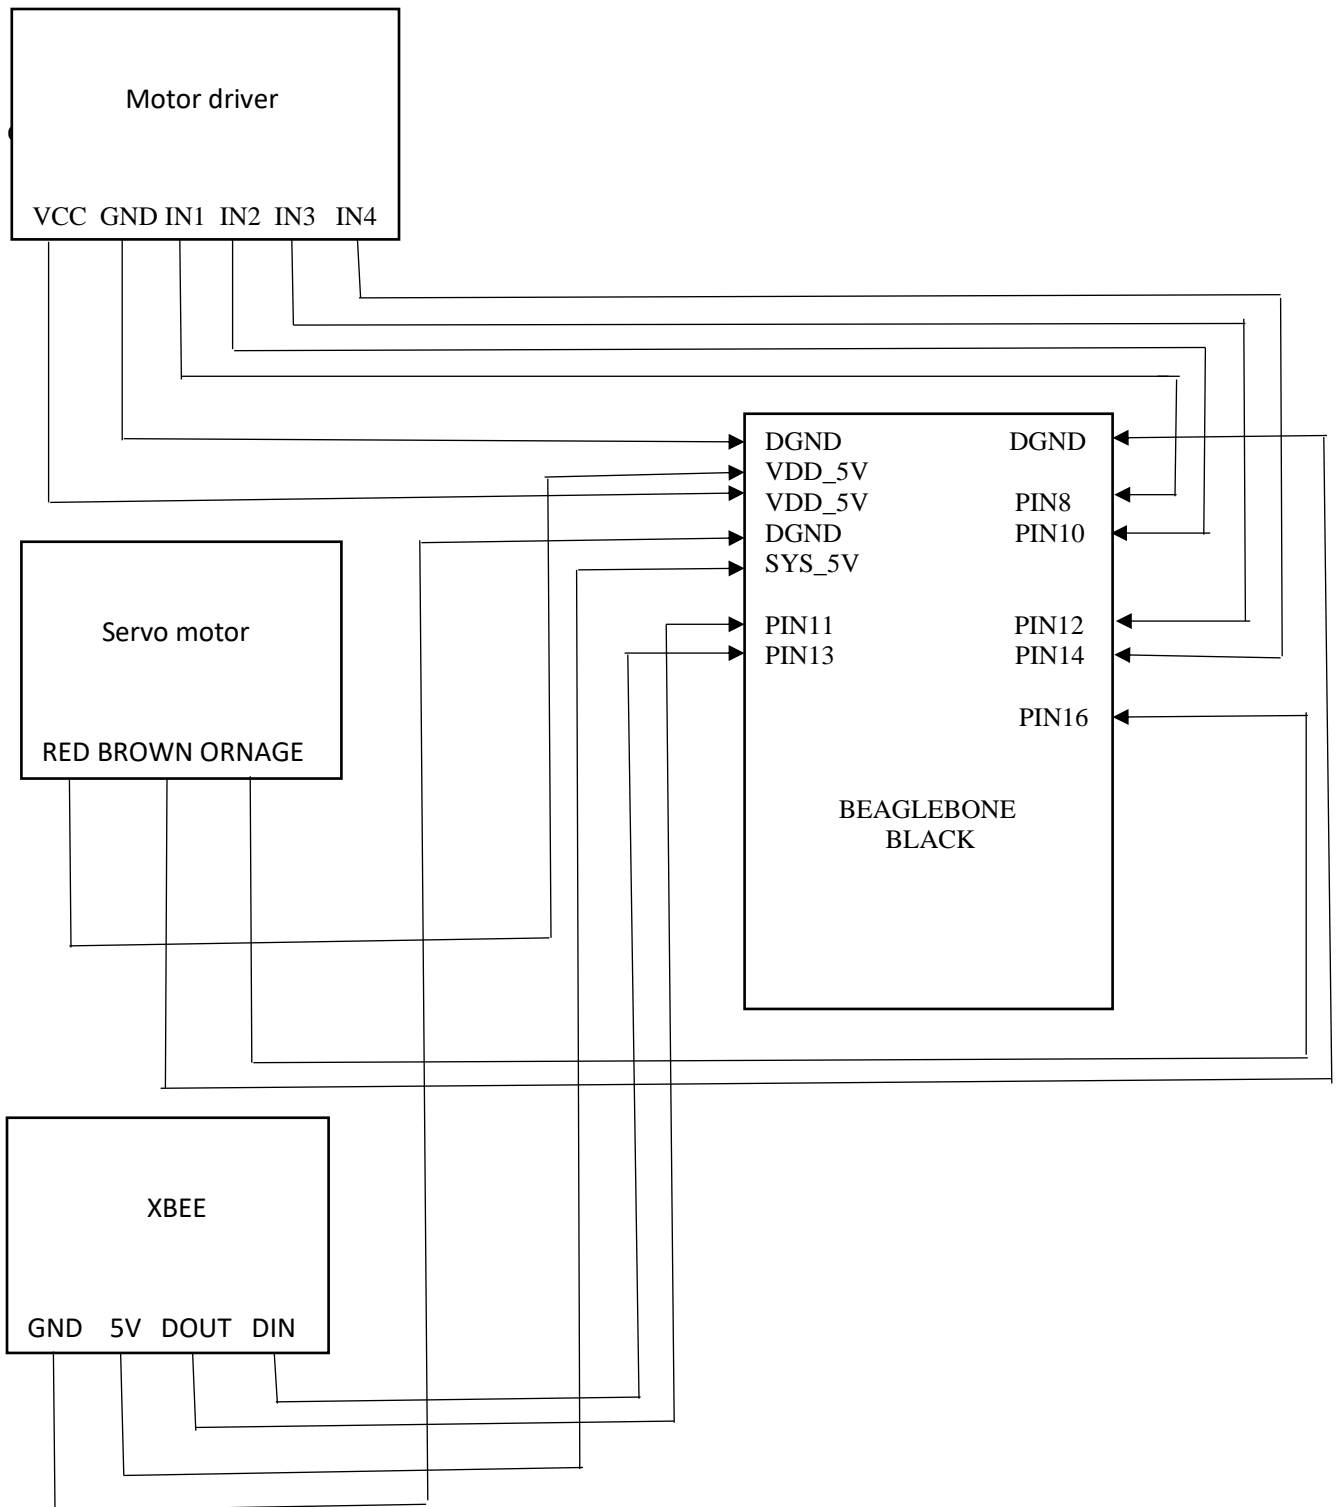 Motor driver
VCC GND IN1 IN2 IN3 IN4
DGND DGND
VDD_5V
VDD_5V PIN8
DGND PIN10
SYS_5V
PIN11 PIN12
PIN13 PIN14
PIN16
BEAGLEBONE
BLACK
Servo motor
RED BROWN ORNAGE
XBEE
GND 5V DOUT DIN